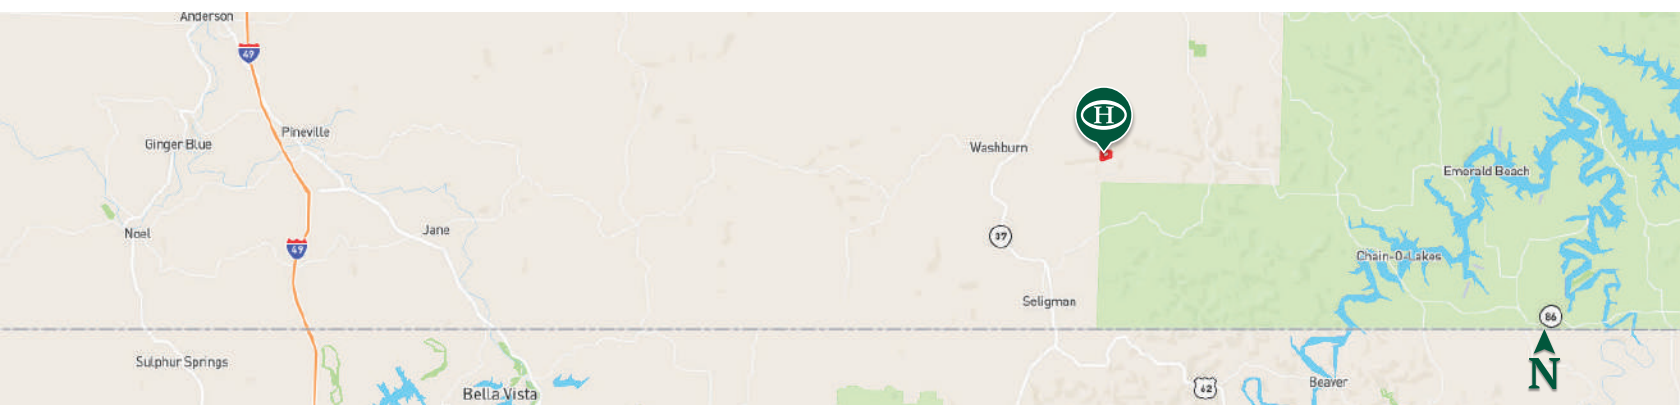 Anderson
49
H
Pineville
Ginger Blue
Washburn
Emerald Beach
Noel
Jane
37
49
Chain-O-Lakes
Seligman
86
Sulphur Springs
N
Beaver
62
Bella Vista